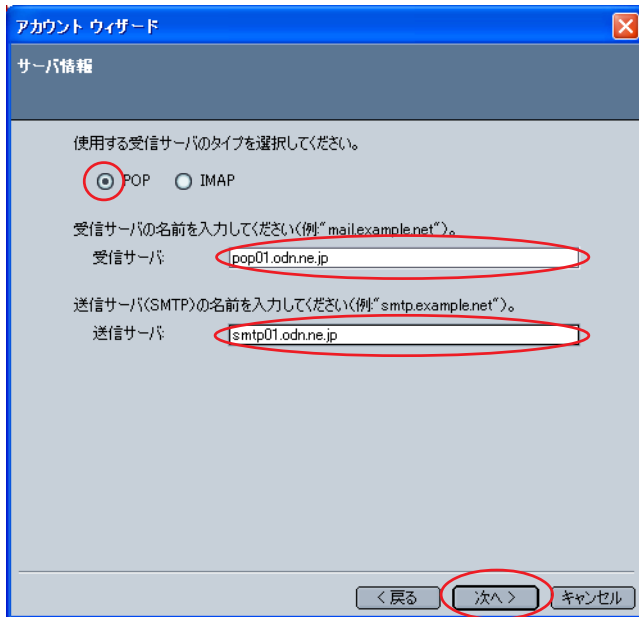 アカウント ウィザード
サーバ情報
使用する受信サーバのタイプを選択してください。
POP IMAP
受信サーバの名前を入力してください(例:"mail.example.net")。
受信サーバ: pop01.odn.ne.jp
送信サーバ(SMTP)の名前を入力してください(例:"smtp.example.net")。
送信サーバ: smtp01.odn.ne.jp
< 戻る 次へ > キャンセル